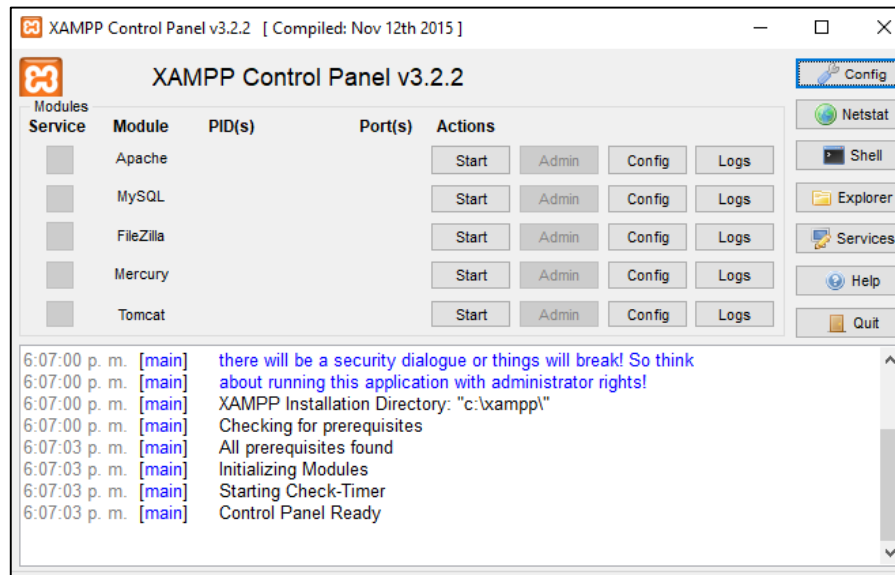 XAMPP Control Panel v3.2.2 [ Compiled: Nov 12th 2015 ]
XAMPP Control Panel v3.2.2
Config
Modules
Service Module PID(s) Port(s) Actions
Netstat
Apache Start Admin Config Logs
Shell
MySQL Start Admin Config Logs
Explorer
FileZilla Start Admin Config Logs
Services
Mercury Start Admin Config Logs
Help
Tomcat Start Admin Config Logs
Quit
6:07:00 p. m. [main] there will be a security dialogue or things will break! So think
6:07:00 p. m. [main] about running this application with administrator rights!
6:07:00 p. m. [main] XAMPP Installation Directory: "c:\xampp\"
6:07:00 p. m. [main] Checking for prerequisites
6:07:03 p. m. [main] All prerequisites found
6:07:03 p. m. [main] Initializing Modules
6:07:03 p. m. [main] Starting Check-Timer
6:07:03 p. m. [main] Control Panel Ready